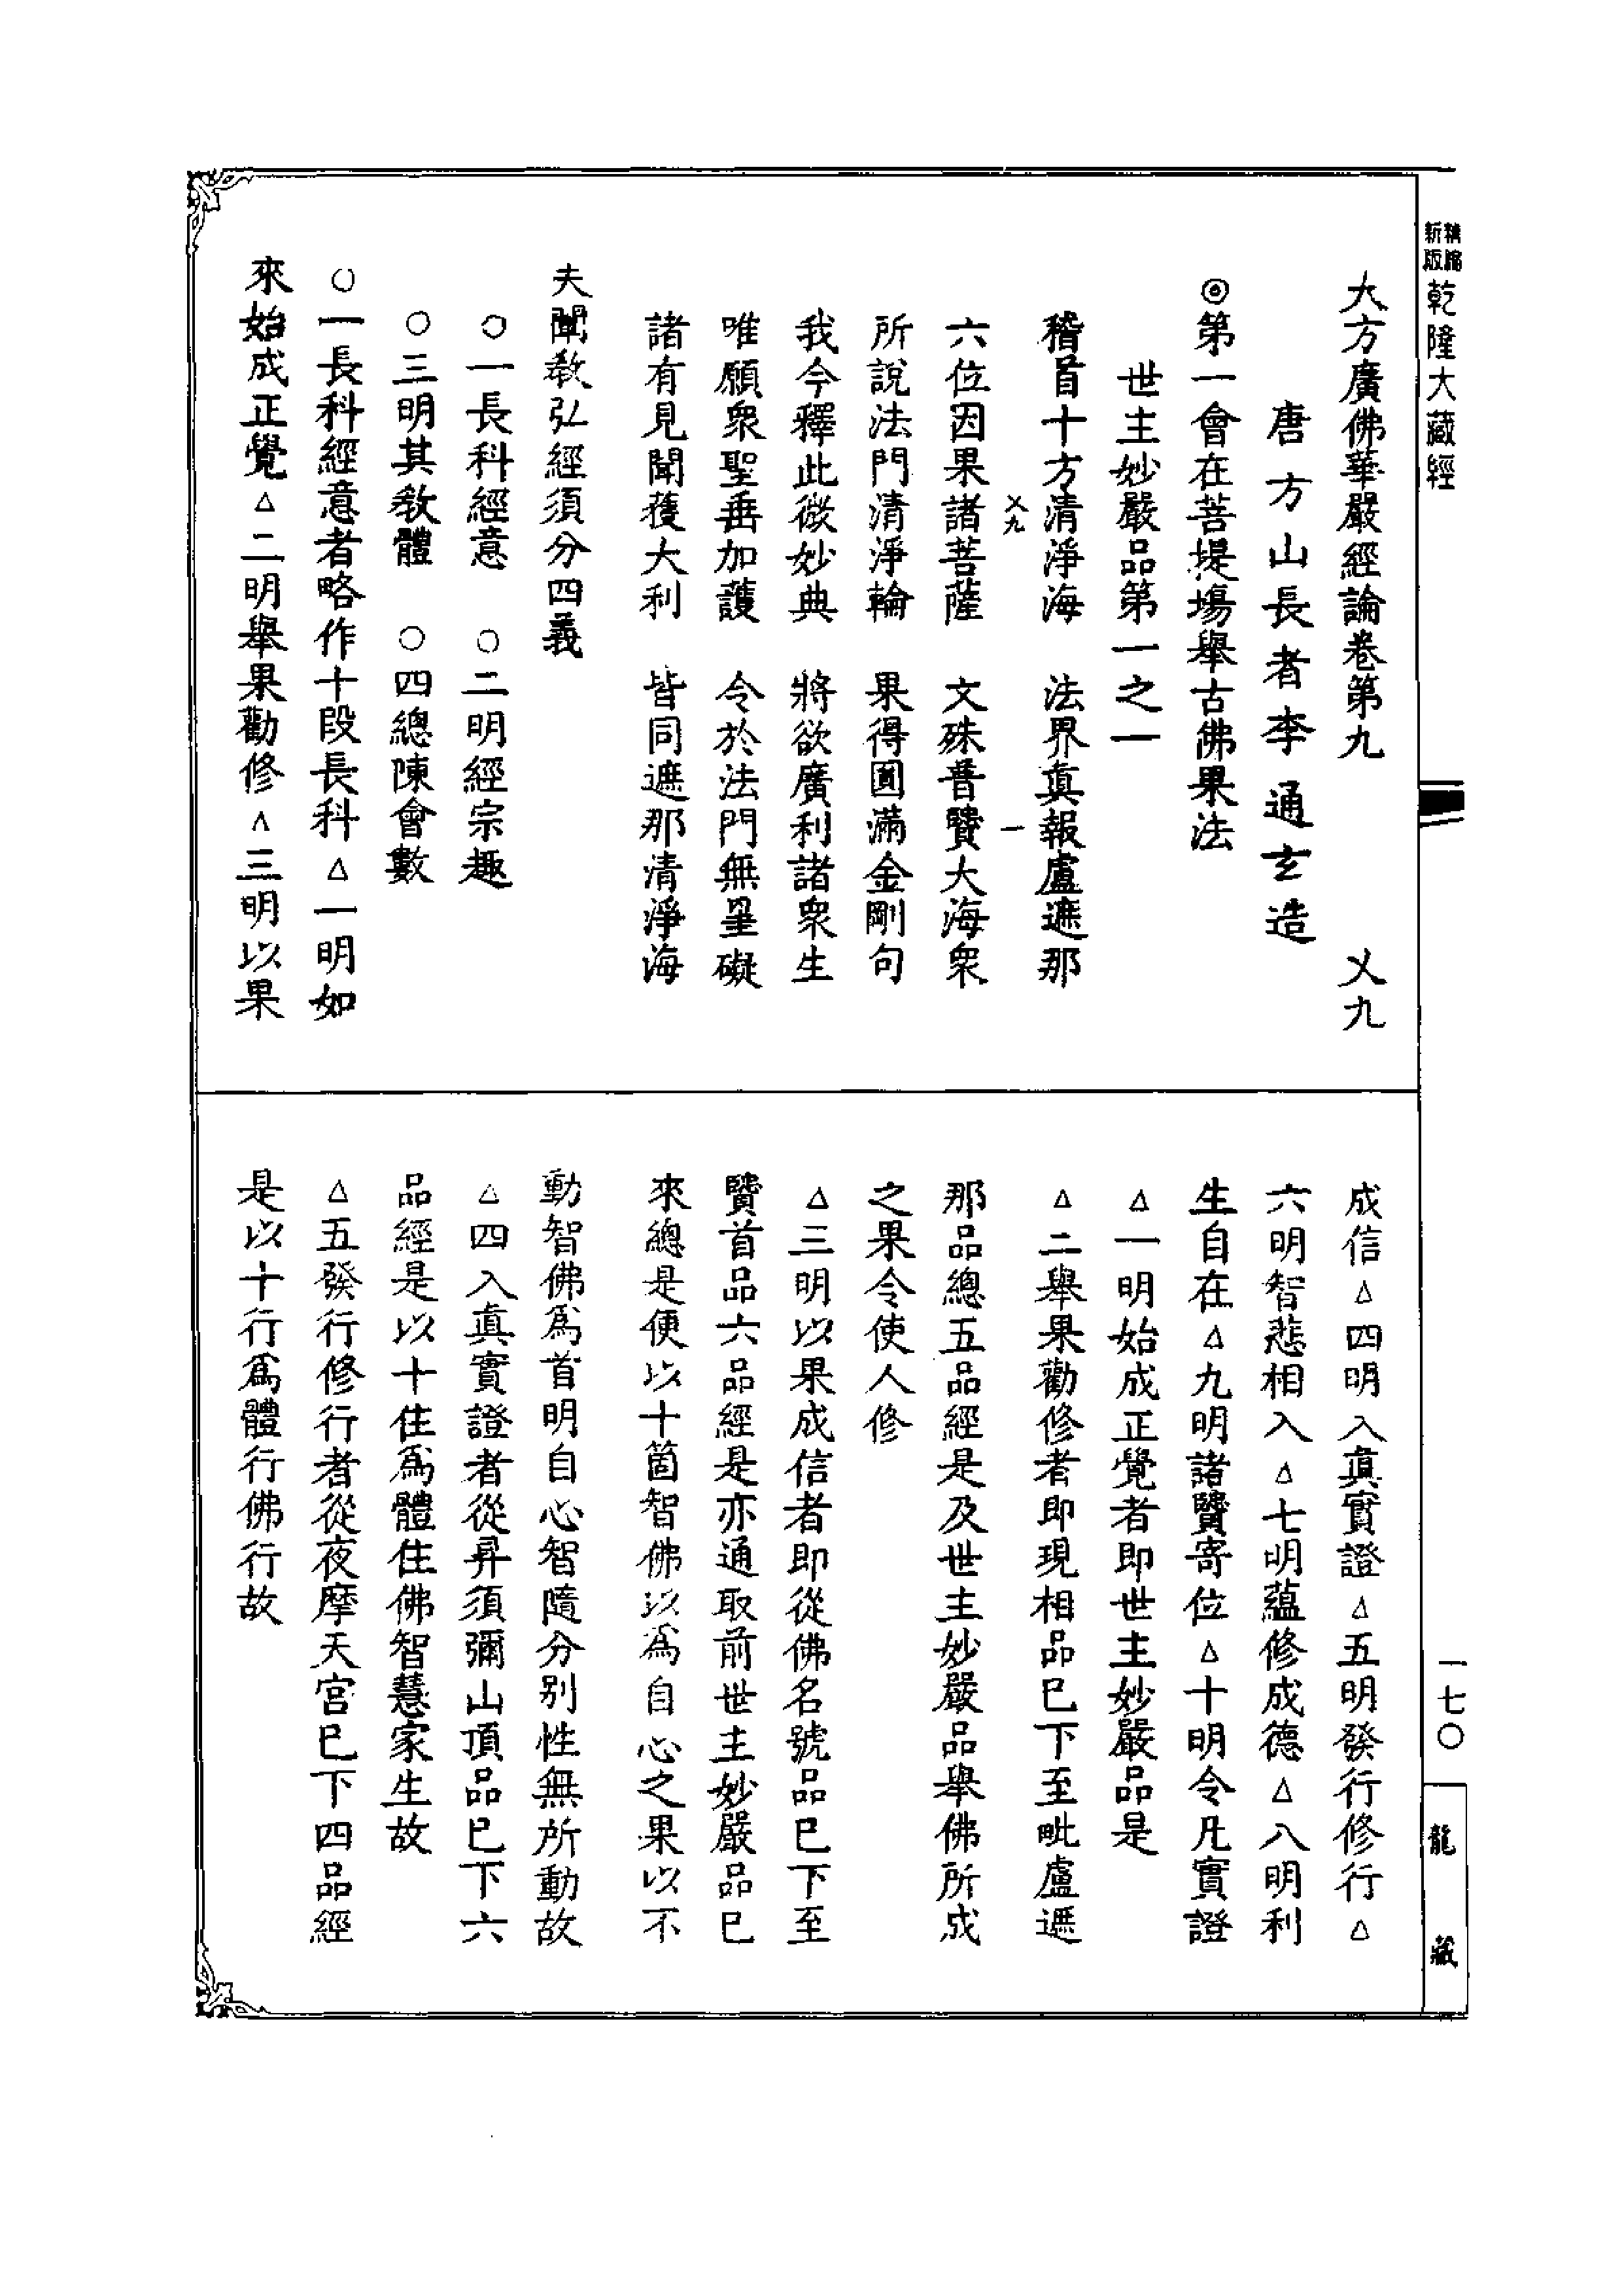 新版精縮乾隆大藏經
大方廣佛華嚴經論卷第九 乂九
唐方山長者李通玄造
◎第一會在菩提場舉古佛果法
世主妙嚴品第一之一
稽首十方清淨海 法界真報盧遮那
乂九 一
六位因果諸菩薩 文殊普賢大海衆
所說法門清淨輪 果得圓滿金剛句
我今釋此微妙典 將欲廣利諸衆生
唯願衆聖垂加護 令於法門無罣礙
諸有見聞獲大利 皆同遮那清淨海
夫聞教弘經須分四義
○一長科經意 ○二明經宗趣
○三明其教體 ○四總陳會數
○一長科經意者略作十段長科△一明如
來始成正覺△二明舉果勸修△三明以果
成信△四明入真實證△五明發行修行△
六明智悲相入△七明蘊修成德△八明利
生自在△九明諸賢寄位△十明令凡實證
△一明始成正覺者即世主妙嚴品是
△二舉果勸修者即現相品已下至毗盧遮
那品總五品經是及世主妙嚴品舉佛所成
之果令使人修
△三明以果成信者即從佛名號品已下至
賢首品六品經是亦通取前世主妙嚴品已
來總是便以十箇智佛以為自心之果以不
動智佛爲首明自心智隨分別性無所動故
△四入真實證者從昇須彌山頂品已下六
品經是以十住爲體住佛智慧家生故
△五發行修行者從夜摩天宮已下四品經
是以十行爲體行佛行故
一七〇
龍藏